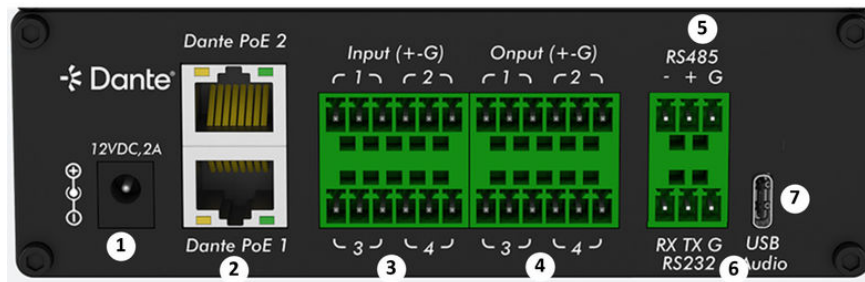 Dante PoE 2
Input (+-G)
Onput (+-G)
5
RS485
1
2
1
2
- + G
Dante®
12VDC,2A
7
1
Dante PoE 1
2
3
4
3
3
4
4
RX TX G
RS232
6
USB
Audio